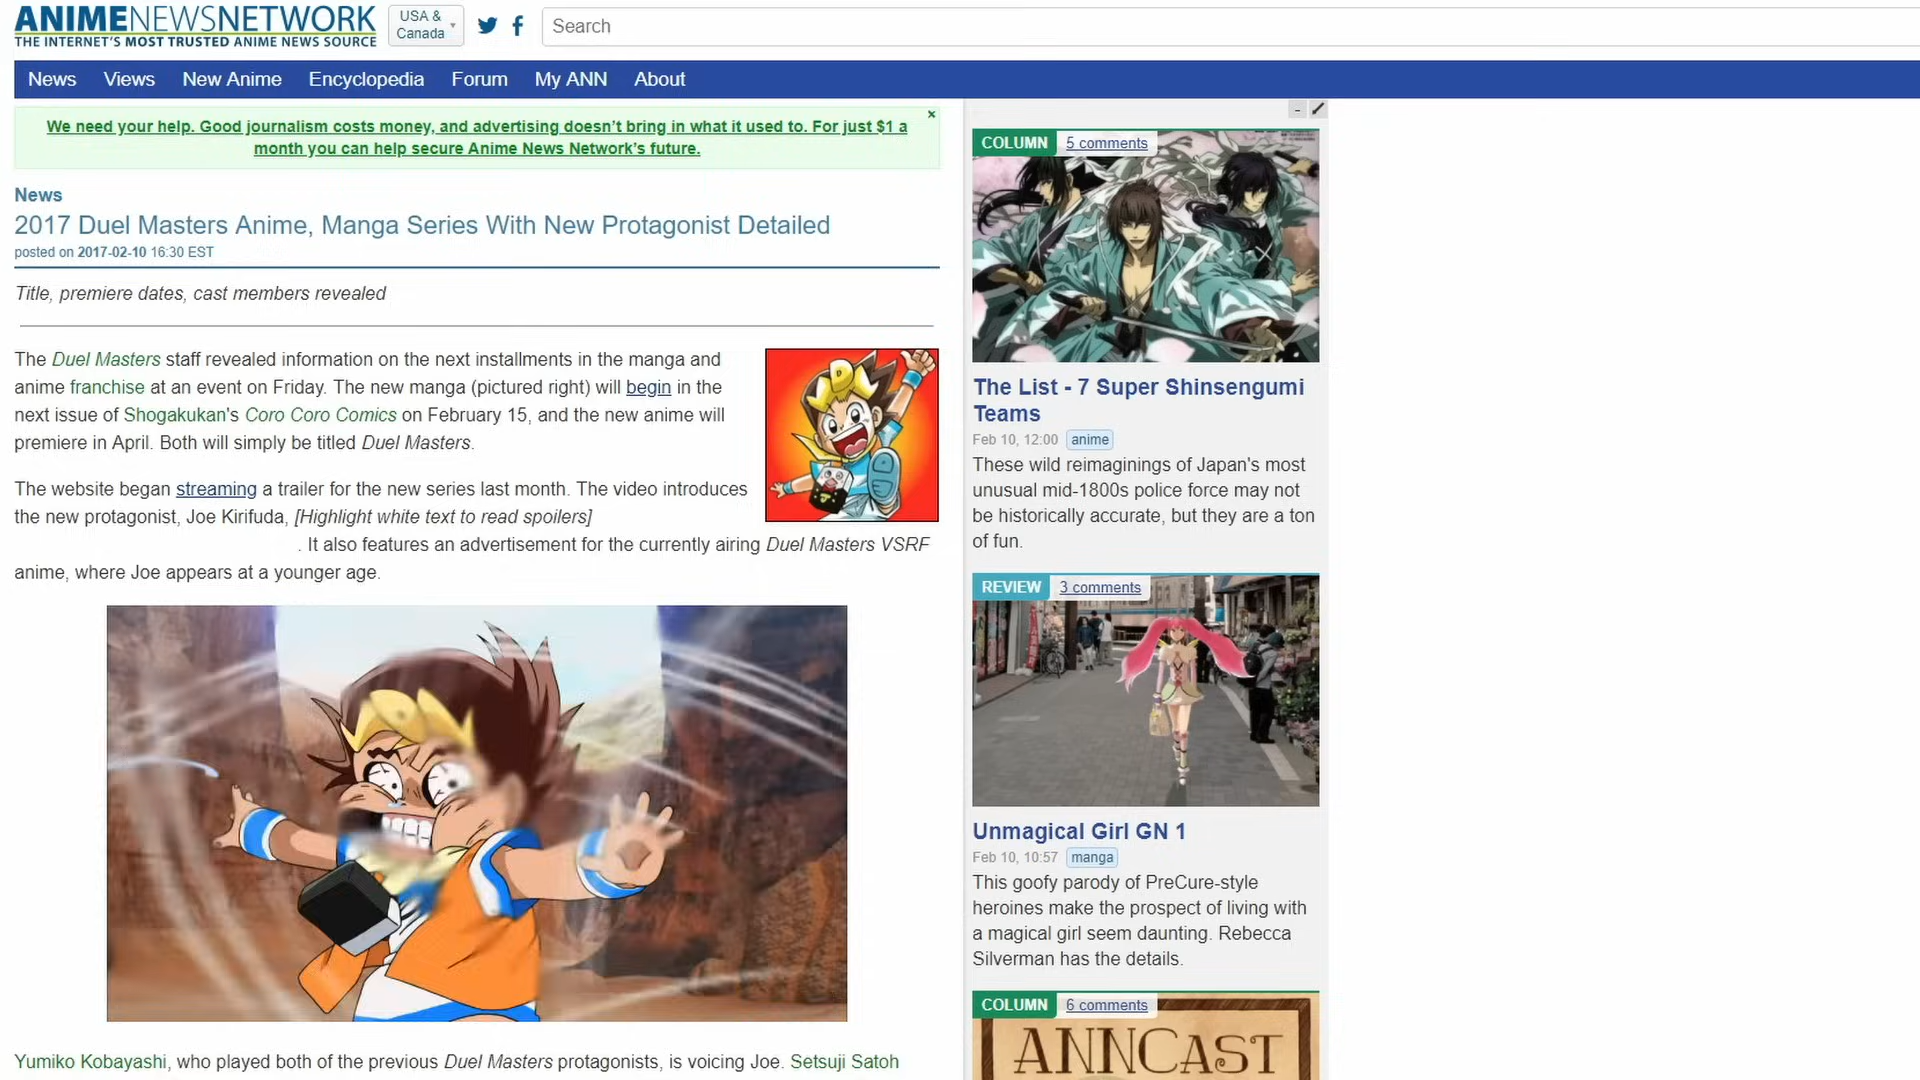 ANIMENEWSNETWORK
THE INTERNET'S MOST TRUSTED ANIME NEWS SOURCE
USA &
Canada
Search
News Views New Anime Encyclopedia Forum My ANN About
We need your help. Good journalism costs money, and advertising doesn’t bring in what it used to. For just $1 a
month you can help secure Anime News Network’s future.
×
News
2017 Duel Masters Anime, Manga Series With New Protagonist Detailed
posted on 2017-02-10 16:30 EST
Title, premiere dates, cast members revealed
The Duel Masters staff revealed information on the next installments in the manga and
anime franchise at an event on Friday. The new manga (pictured right) will begin in the
next issue of Shogakukan's Coro Coro Comics on February 15, and the new anime will
premiere in April. Both will simply be titled Duel Masters.
The website began streaming a trailer for the new series last month. The video introduces
the new protagonist, Joe Kirifuda, [Highlight white text to read spoilers]
. It also features an advertisement for the currently airing Duel Masters VSRF
anime, where Joe appears at a younger age.
Yumiko Kobayashi, who played both of the previous Duel Masters protagonists, is voicing Joe. Setsuji Satoh
COLUMN 5 comments
The List - 7 Super Shinsengumi
Teams
Feb 10, 12:00 anime
These wild reimaginings of Japan's most
unusual mid-1800s police force may not
be historically accurate, but they are a ton
of fun.
REVIEW 3 comments
Unmagical Girl GN 1
Feb 10, 10:57 manga
This goofy parody of PreCure-style
heroines make the prospect of living with
a magical girl seem daunting. Rebecca
Silverman has the details.
COLUMN 6 comments
ANNCAST